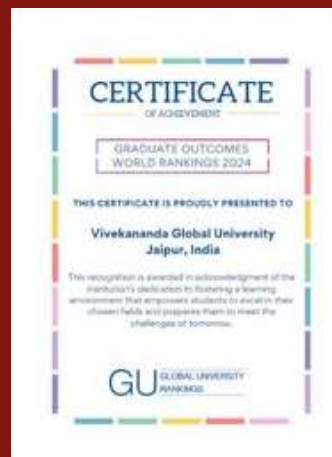 CERTIFICATE
OF ACHIEVEMENT
GRADUATE OUTCOMES
WORLD RANKINGS 2024
THIS CERTIFICATE IS PROUDLY PRESENTED TO
Vivekananda Global University
Jaipur, India
This recognition is awarded in acknowledgment of the
institution's dedication to fostering a learning
environment that empowers students to excel in their
chosen fields and prepares them to meet the
challenges of tomorrow.
GU GLOBAL UNIVERSITY
RANKINGS